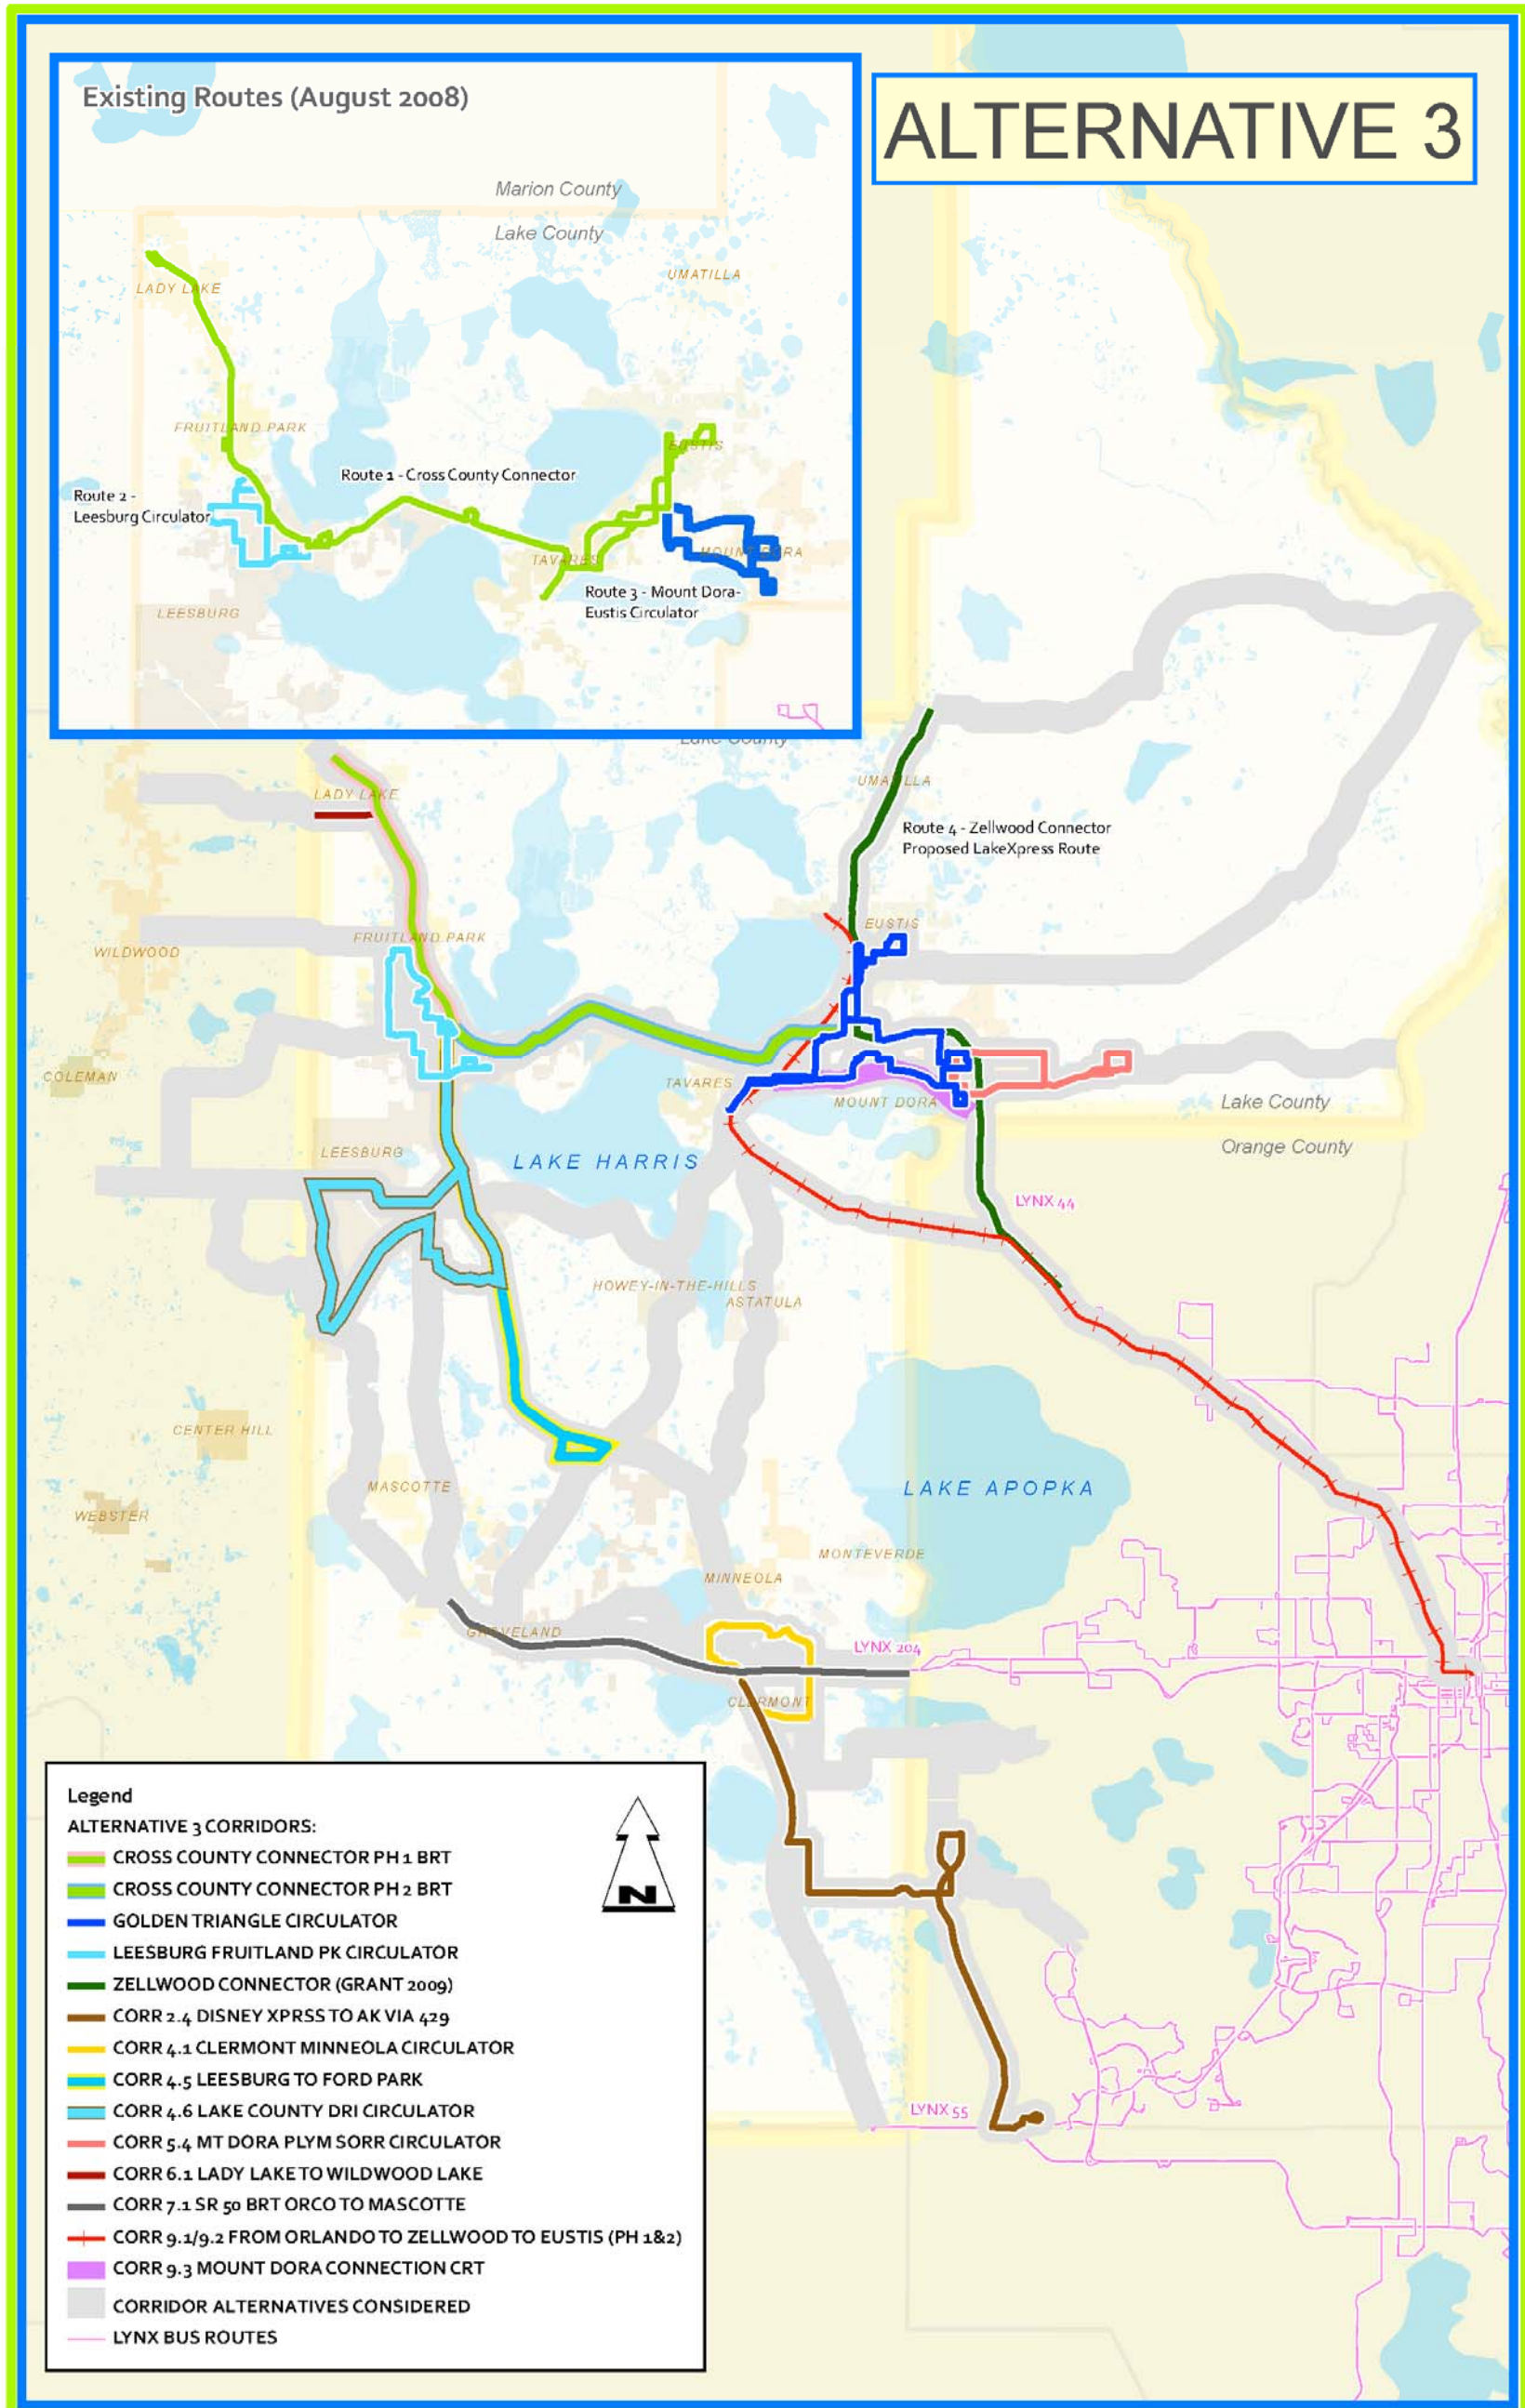 Existing Routes (August 2008)
ALTERNATIVE 3
Marion County
Lake County
UMATILLA
LADY LAKE
FRUITLAND PARK
EUSTIS
Route 1 - Cross County Connector
Route 2 -
Leesburg Circulator
TAVARES
MOUNT DORA
Route 3 - Mount Dora-
Eustis Circulator
LEESBURG
Lake County
LADY LAKE
UMATILLA
Route 4 - Zellwood Connector
Proposed LakeXpress Route
EUSTIS
FRUITLAND PARK
WILDWOOD
COLEMAN
TAVARES
MOUNT DORA
Lake County
Orange County
LEESBURG
LAKE HARRIS
LYNX 44
HOWEY-IN-THE-HILLS
ASTATULA
CENTER HILL
MASCOTTE
LAKE APOPKA
WEBSTER
MONTEVERDE
MINNEOLA
GROVELAND
LYNX 204
CLERMONT
Legend
ALTERNATIVE 3 CORRIDORS:
CROSS COUNTY CONNECTOR PH 1 BRT
CROSS COUNTY CONNECTOR PH 2 BRT
GOLDEN TRIANGLE CIRCULATOR
LEESBURG FRUITLAND PK CIRCULATOR
ZELLWOOD CONNECTOR (GRANT 2009)
CORR 2.4 DISNEY XPRSS TO AK VIA 429
CORR 4.1 CLERMONT MINNEOLA CIRCULATOR
CORR 4.5 LEESBURG TO FORD PARK
CORR 4.6 LAKE COUNTY DRI CIRCULATOR
CORR 5.4 MT DORA PLYM SORR CIRCULATOR
CORR 6.1 LADY LAKE TO WILDWOOD LAKE
CORR 7.1 SR 50 BRT ORCO TO MASCOTTE
CORR 9.1/9.2 FROM ORLANDO TO ZELLWOOD TO EUSTIS (PH 1&2)
CORR 9.3 MOUNT DORA CONNECTION CRT
CORRIDOR ALTERNATIVES CONSIDERED
LYNX BUS ROUTES
N
LYNX 55